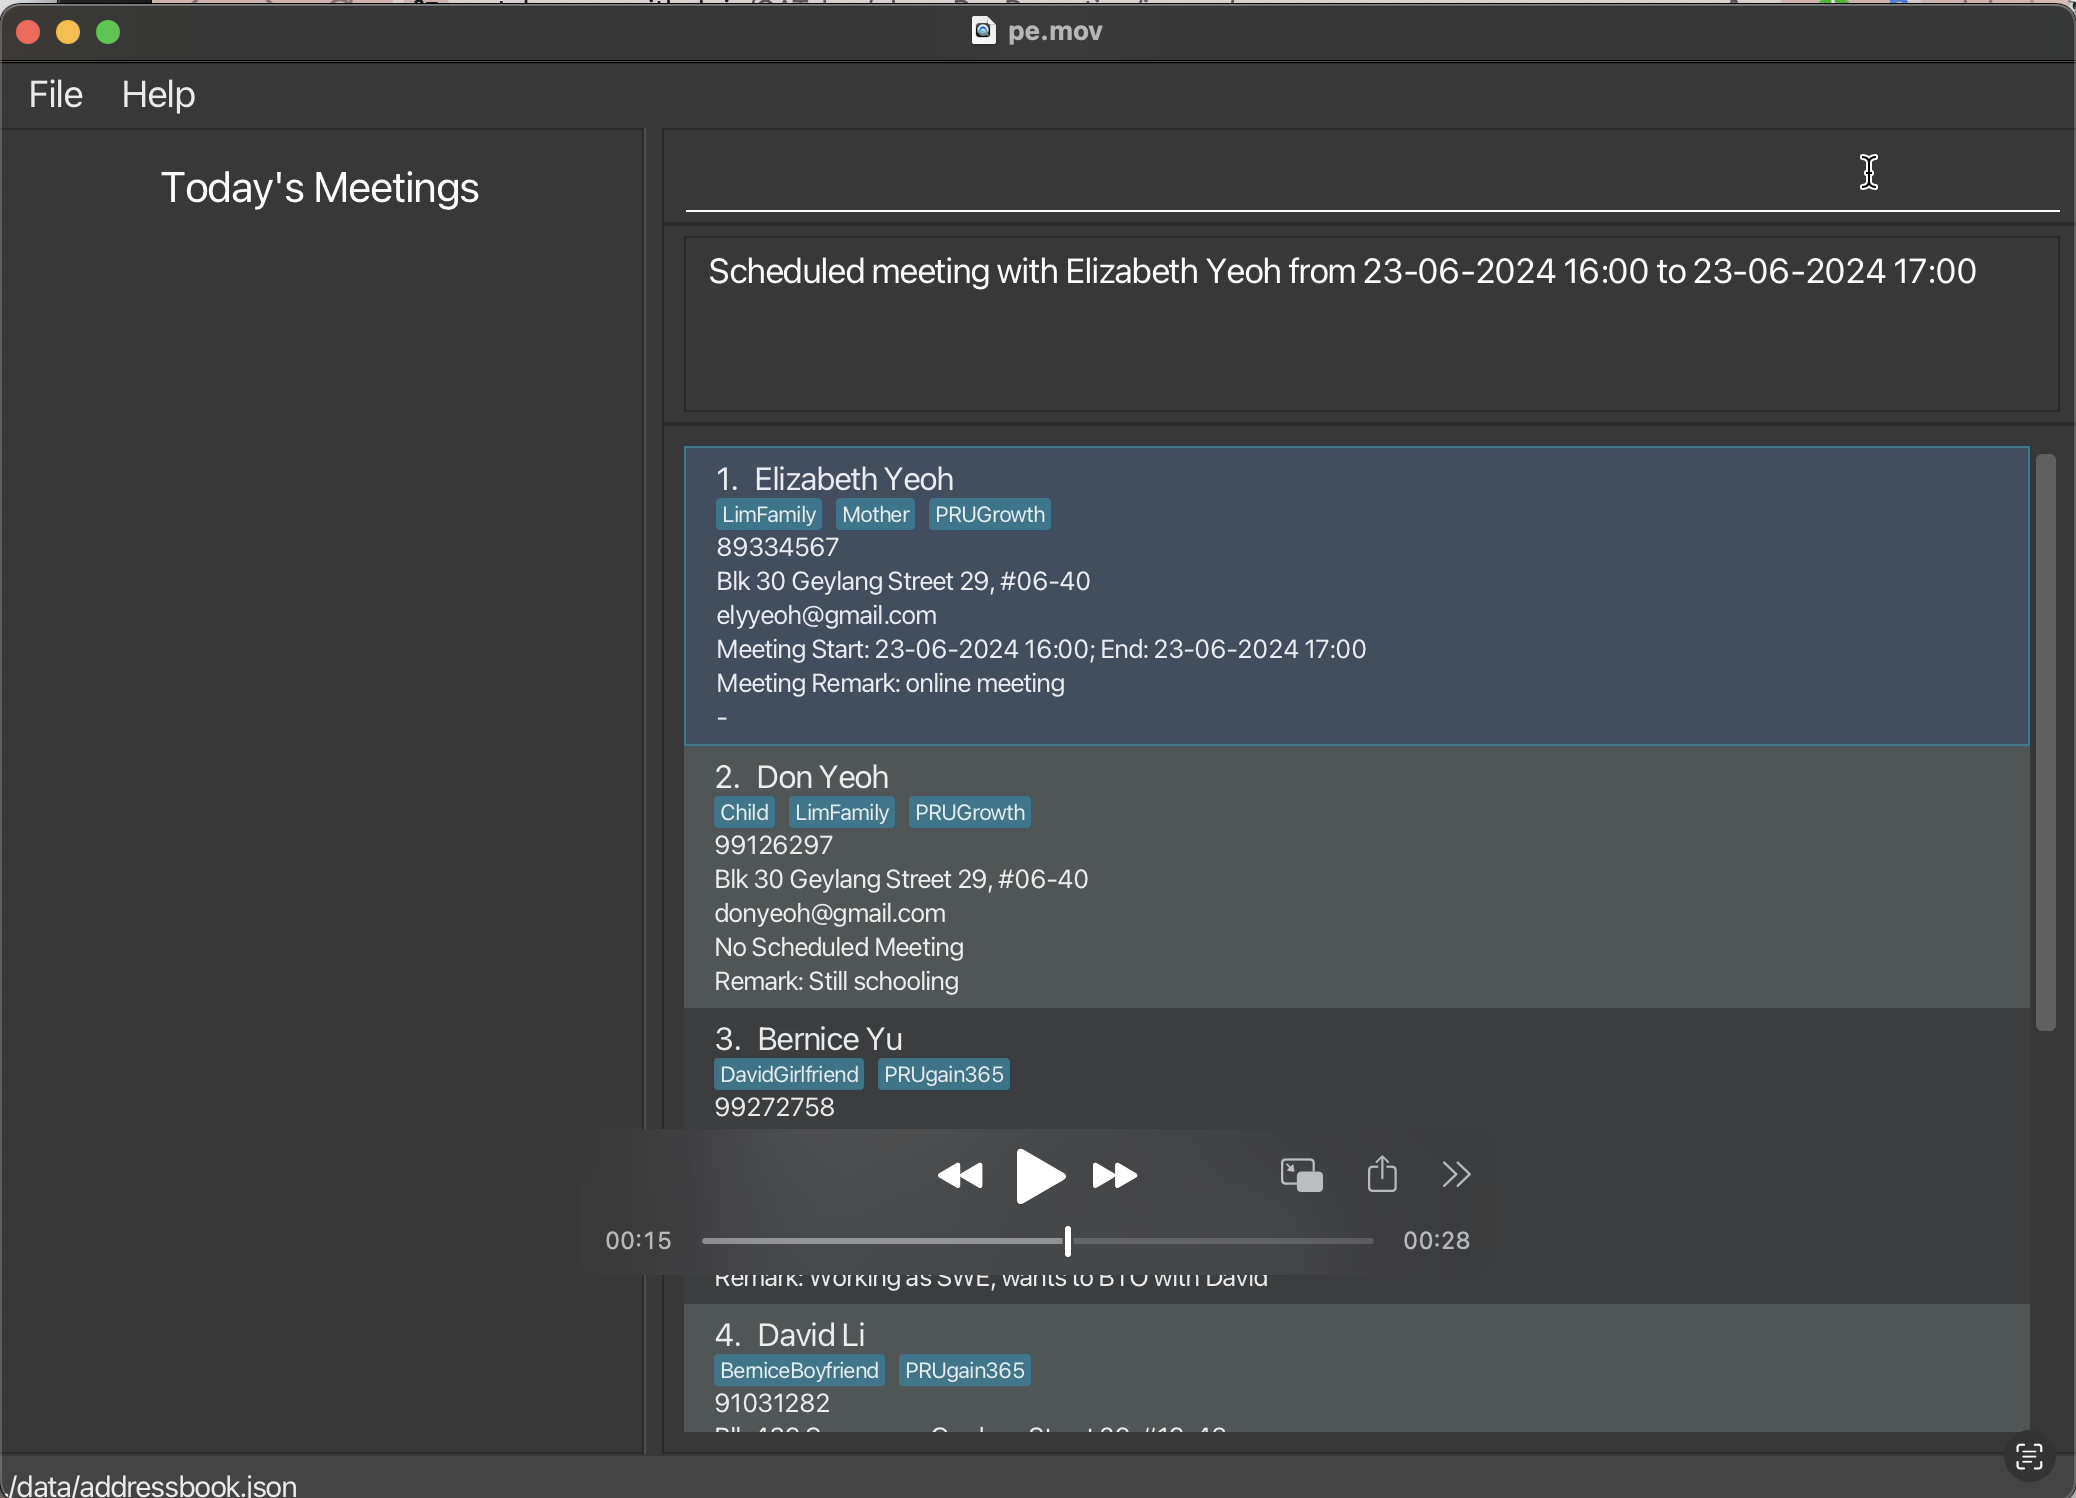 pe.mov
File Help
Today's Meetings
Scheduled meeting with Elizabeth Yeoh from 23-06-2024 16:00 to 23-06-2024 17:00
1. Elizabeth Yeoh
LimFamily Mother PRUGrowth
89334567
Blk 30 Geylang Street 29, #06-40
elyyeoh@gmail.com
Meeting Start: 23-06-2024 16:00; End: 23-06-2024 17:00
Meeting Remark: online meeting
-
2. Don Yeoh
Child LimFamily PRUGrowth
99126297
Blk 30 Geylang Street 29, #06-40
donyeoh@gmail.com
No Scheduled Meeting
Remark: Still schooling
3. Bernice Yu
DavidGirlfriend PRUgain365
99272758
00:15 00:28
Remark: Working as SWE, wants to BTO with David
4. David Li
BerniceBoyfriend PRUgain365
91031282
./data/addressbook.json